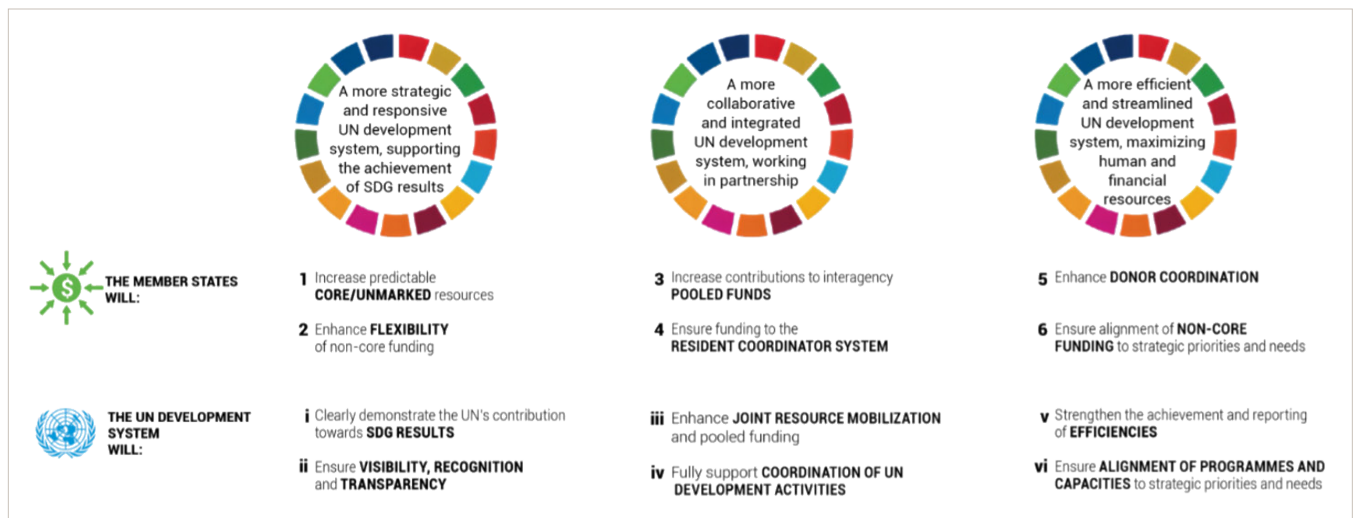 A more strategic
and responsive
UN development
system, supporting
the achievement
of SDG results
A more
collaborative
and integrated
UN development
system, working
in partnership
A more efficient
and streamlined
UN development
system, maximizing
human and
financial
resources
THE MEMBER STATES
WILL:
1 Increase predictable
CORE/UNMARKED resources
2 Enhance FLEXIBILITY
of non-core funding
3 Increase contributions to interagency
POOLED FUNDS
4 Ensure funding to the
RESIDENT COORDINATOR SYSTEM
5 Enhance DONOR COORDINATION
6 Ensure alignment of NON-CORE
FUNDING to strategic priorities and needs
THE UN DEVELOPMENT
SYSTEM
WILL:
i Clearly demonstrate the UN's contribution
towards SDG RESULTS
ii Ensure VISIBILITY, RECOGNITION
and TRANSPARENCY
iii Enhance JOINT RESOURCE MOBILIZATION
and pooled funding
iv Fully support COORDINATION OF UN
DEVELOPMENT ACTIVITIES
v Strengthen the achievement and reporting
of EFFICIENCIES
vi Ensure ALIGNMENT OF PROGRAMMES AND
CAPACITIES to strategic priorities and needs